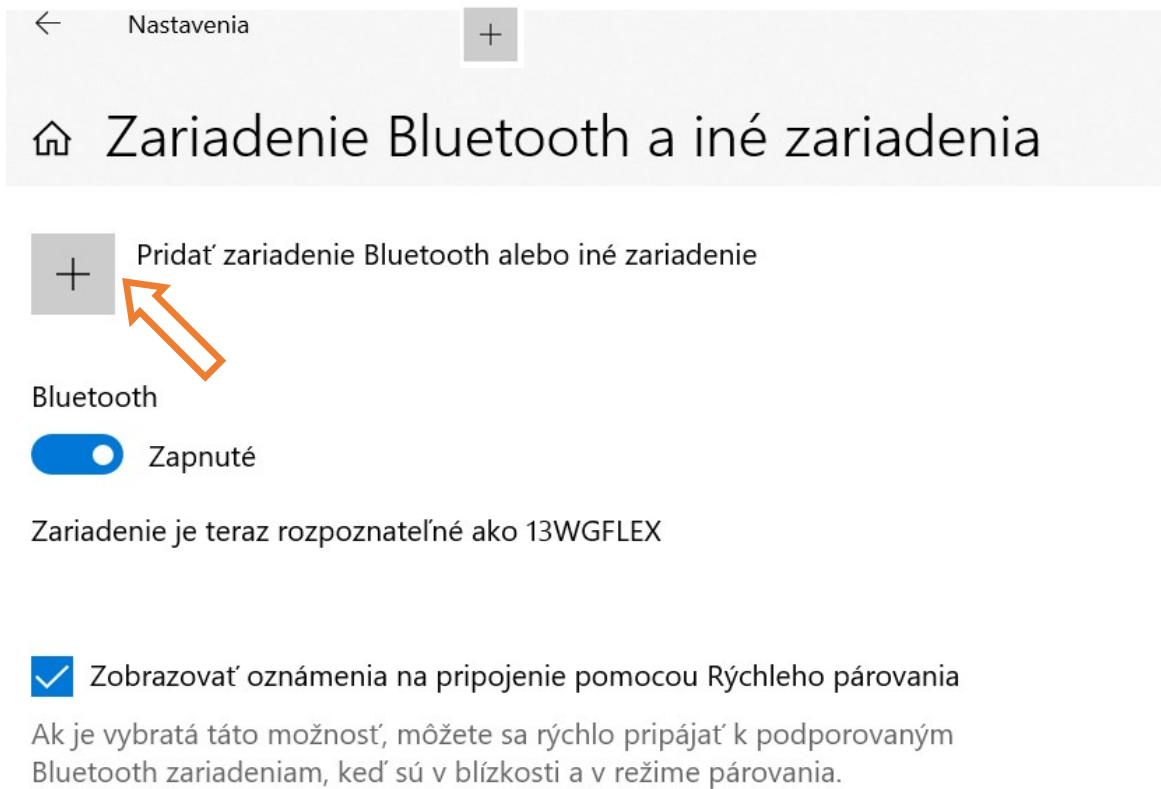 Nastavenia
Zariadenie Bluetooth a iné zariadenia
Pridať zariadenie Bluetooth alebo iné zariadenie
Bluetooth
Zapnuté
Zariadenie je teraz rozpoznateľné ako 13WGFLEX
Zobrazovať oznámenia na pripojenie pomocou Rýchleho párovania
Ak je vybratá táto možnosť, môžete sa rýchlo pripájať k podporovaným
Bluetooth zariadeniam, keď sú v blízkosti a v režime párovania.